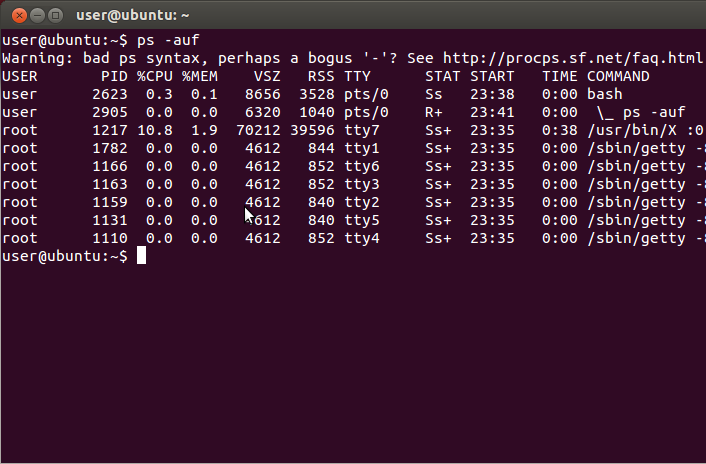 user@ubuntu: ~
user@ubuntu:~$ ps -auf
Warning: bad ps syntax, perhaps a bogus '-'? See http://procps.sf.net/faq.html
USER       PID %CPU %MEM    VSZ   RSS TTY      STAT START   TIME COMMAND
user      2623  0.3  0.1   8656  3528 pts/0    Ss   23:38   0:00 bash
user      2905  0.0  0.0   6320  1040 pts/0    R+   23:41   0:00  \_ ps -auf
root      1217 10.8  1.9  70212 39596 tty7     Ss+  23:35   0:38 /usr/bin/X :0
root      1782  0.0  0.0   4612   844 tty1     Ss+  23:35   0:00 /sbin/getty -8
root      1166  0.0  0.0   4612   852 tty6     Ss+  23:35   0:00 /sbin/getty -8
root      1163  0.0  0.0   4612   852 tty3     Ss+  23:35   0:00 /sbin/getty -8
root      1159  0.0  0.0   4612   840 tty2     Ss+  23:35   0:00 /sbin/getty -8
root      1131  0.0  0.0   4612   840 tty5     Ss+  23:35   0:00 /sbin/getty -8
root      1110  0.0  0.0   4612   852 tty4     Ss+  23:35   0:00 /sbin/getty -8
user@ubuntu:~$